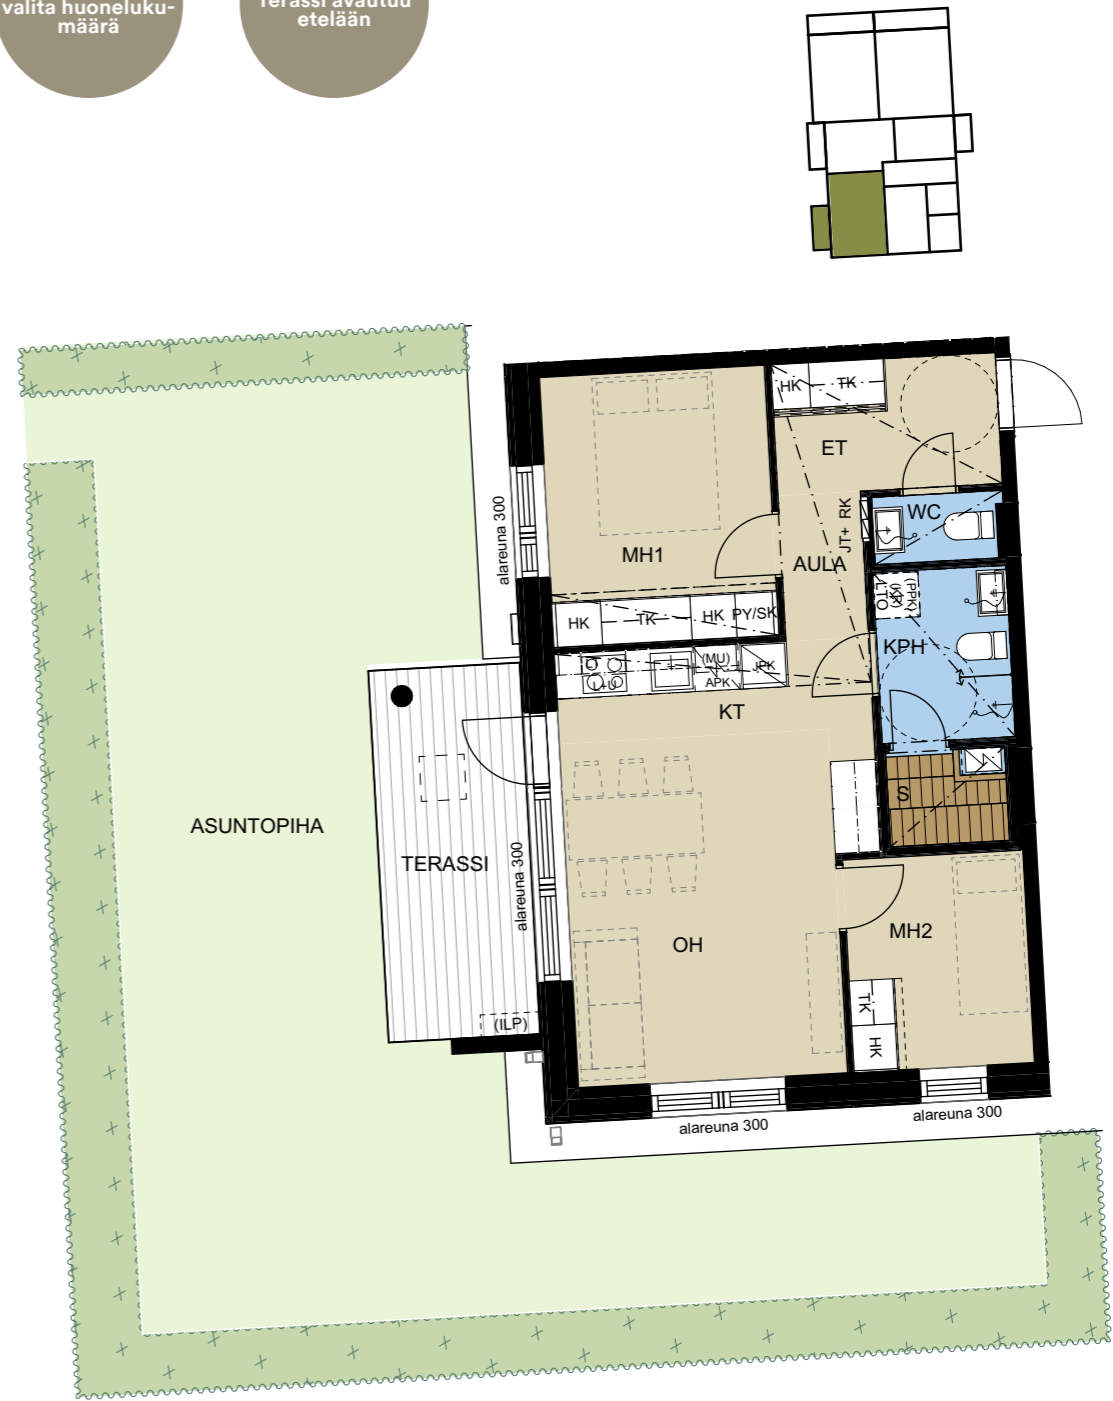 valita huoneluku-
määrä
Terassi avautuu
etelään
HK
TK
ET
alareuna 300
MH1
JT+ RK
WC
AULA
LTO
(KR)
(PPK)
HK
TK
HK
PY/SK
KPH
L+U
(MU)
APK
JPK
KT
S
ASUNTOPIHA
TERASSI
alareuna 300
OH
MH2
TK
HK
(ILP)
alareuna 300
alareuna 300